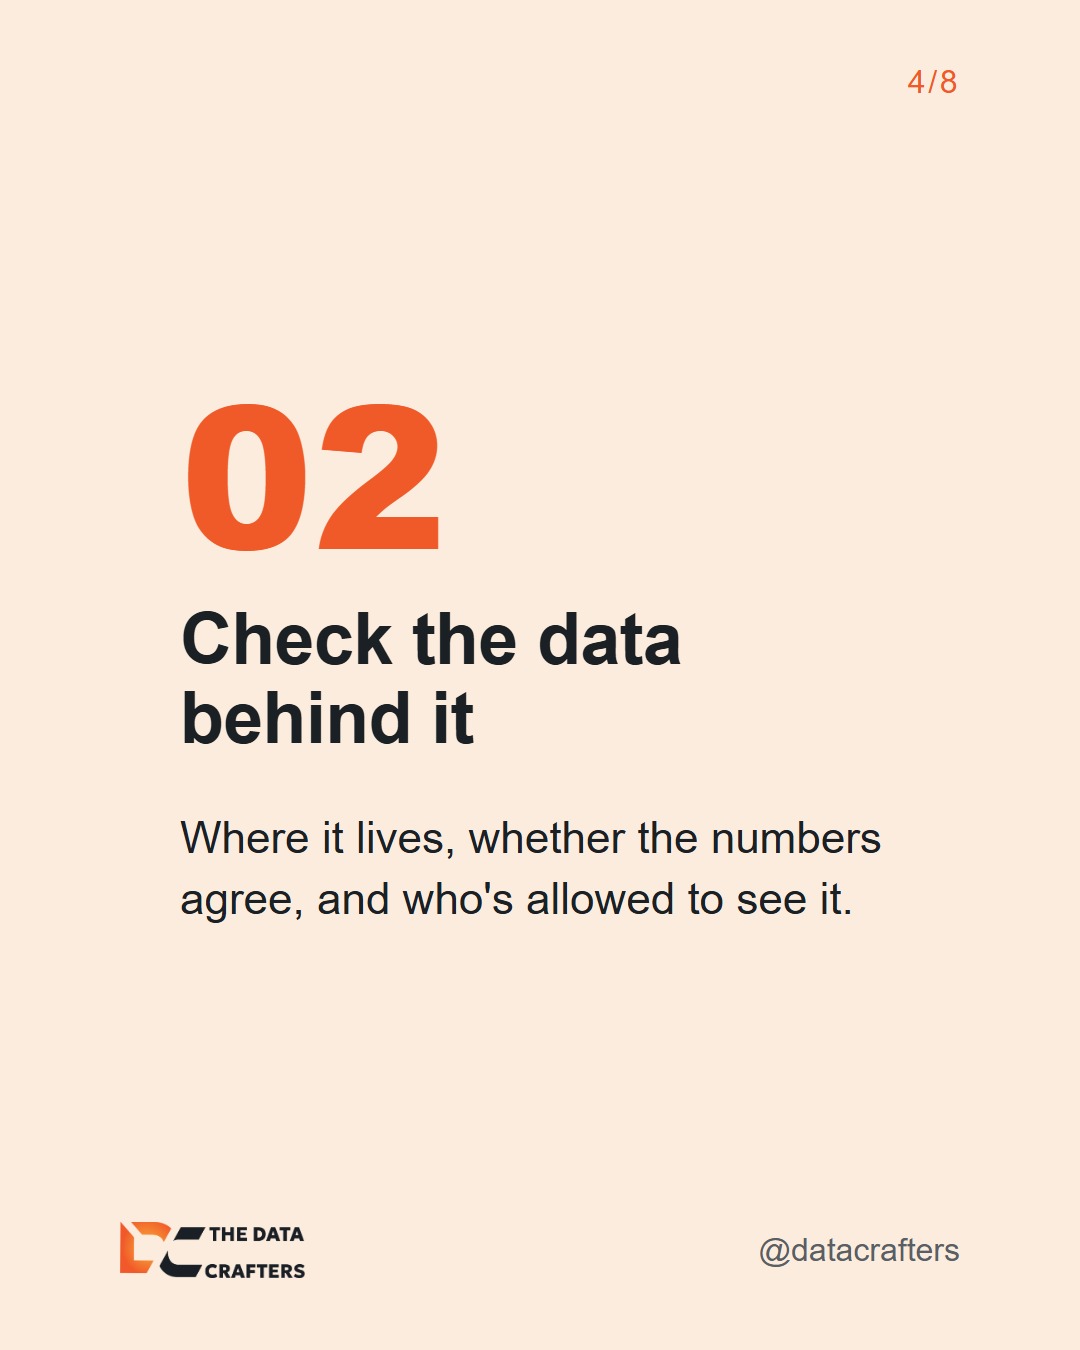 4/8
02
Check the data
behind it
Where it lives, whether the numbers
agree, and who's allowed to see it.
THE DATA
CRAFTERS
@datacrafters